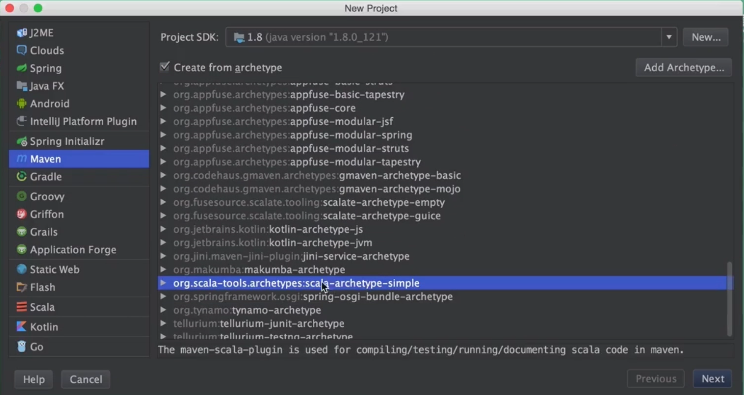 New Project
J2ME
Clouds
Spring
Java FX
Android
IntelliJ Platform Plugin
Spring Initializr
Maven
Gradle
Groovy
Griffon
Grails
Application Forge
Static Web
Flash
Scala
Kotlin
Go
Project SDK: 1.8 (java version "1.8.0_121") New...
Create from archetype Add Archetype...
org.appfuse.archetypes:appfuse-basic-struts
org.appfuse.archetypes:appfuse-basic-tapestry
org.appfuse.archetypes:appfuse-core
org.appfuse.archetypes:appfuse-modular-jsf
org.appfuse.archetypes:appfuse-modular-spring
org.appfuse.archetypes:appfuse-modular-struts
org.appfuse.archetypes:appfuse-modular-tapestry
org.codehaus.gmaven.archetypes:gmaven-archetype-basic
org.codehaus.gmaven.archetypes:gmaven-archetype-mojo
org.fusesource.scalate.tooling:scalate-archetype-empty
org.fusesource.scalate.tooling:scalate-archetype-guice
org.jetbrains.kotlin:kotlin-archetype-js
org.jetbrains.kotlin:kotlin-archetype-jvm
org.jini.maven-jini-plugin:jini-service-archetype
org.makumba:makumba-archetype
org.scala-tools.archetypes:scala-archetype-simple
org.springframework.osgi:spring-osgi-bundle-archetype
org.tynamo:tynamo-archetype
tellurium:tellurium-junit-archetype
tellurium:tellurium-testng-archetype
The maven-scala-plugin is used for compiling/testing/running/documenting scala code in maven.
Help Cancel Previous Next